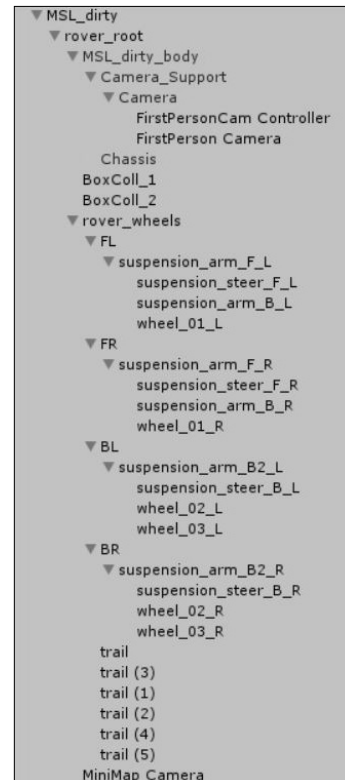 MSL_dirty
rover_root
MSL_dirty_body
Camera_Support
Camera
FirstPersonCam Controller
FirstPerson Camera
Chassis
BoxColl_1
BoxColl_2
rover_wheels
FL
suspension_arm_F_L
suspension_steer_F_L
suspension_arm_B_L
wheel_01_L
FR
suspension_arm_F_R
suspension_steer_F_R
suspension_arm_B_R
wheel_01_R
BL
suspension_arm_B2_L
suspension_steer_B_L
wheel_02_L
wheel_03_L
BR
suspension_arm_B2_R
suspension_steer_B_R
wheel_02_R
wheel_03_R
trail
trail (3)
trail (1)
trail (2)
trail (4)
trail (5)
MiniMap Camera